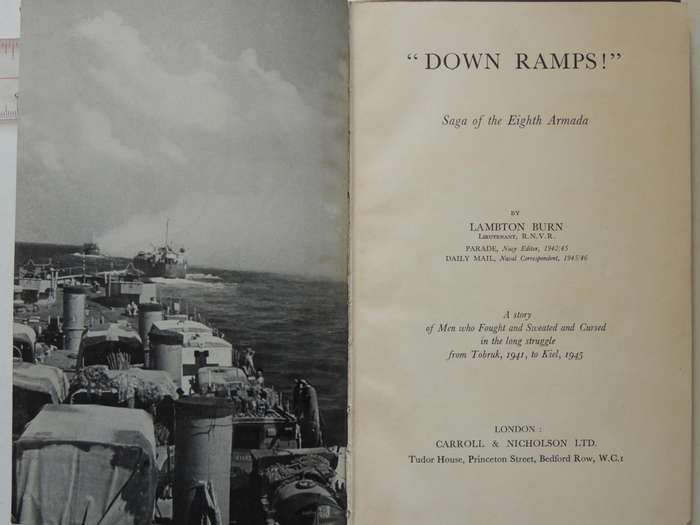 “DOWN RAMPS!”
Saga of the Eighth Armada
BY
LAMBTON BURN
LIEUTENANT, R.N.V.R.
PARADE, Navy Editor, 1942/45
DAILY MAIL, Naval Correspondent, 1945/46
A story
of Men who Fought and Sweated and Cursed
in the long struggle
from Tobruk, 1941, to Kiel, 1945
LONDON :
CARROLL & NICHOLSON LTD.
Tudor House, Princeton Street, Bedford Row, W.C.1